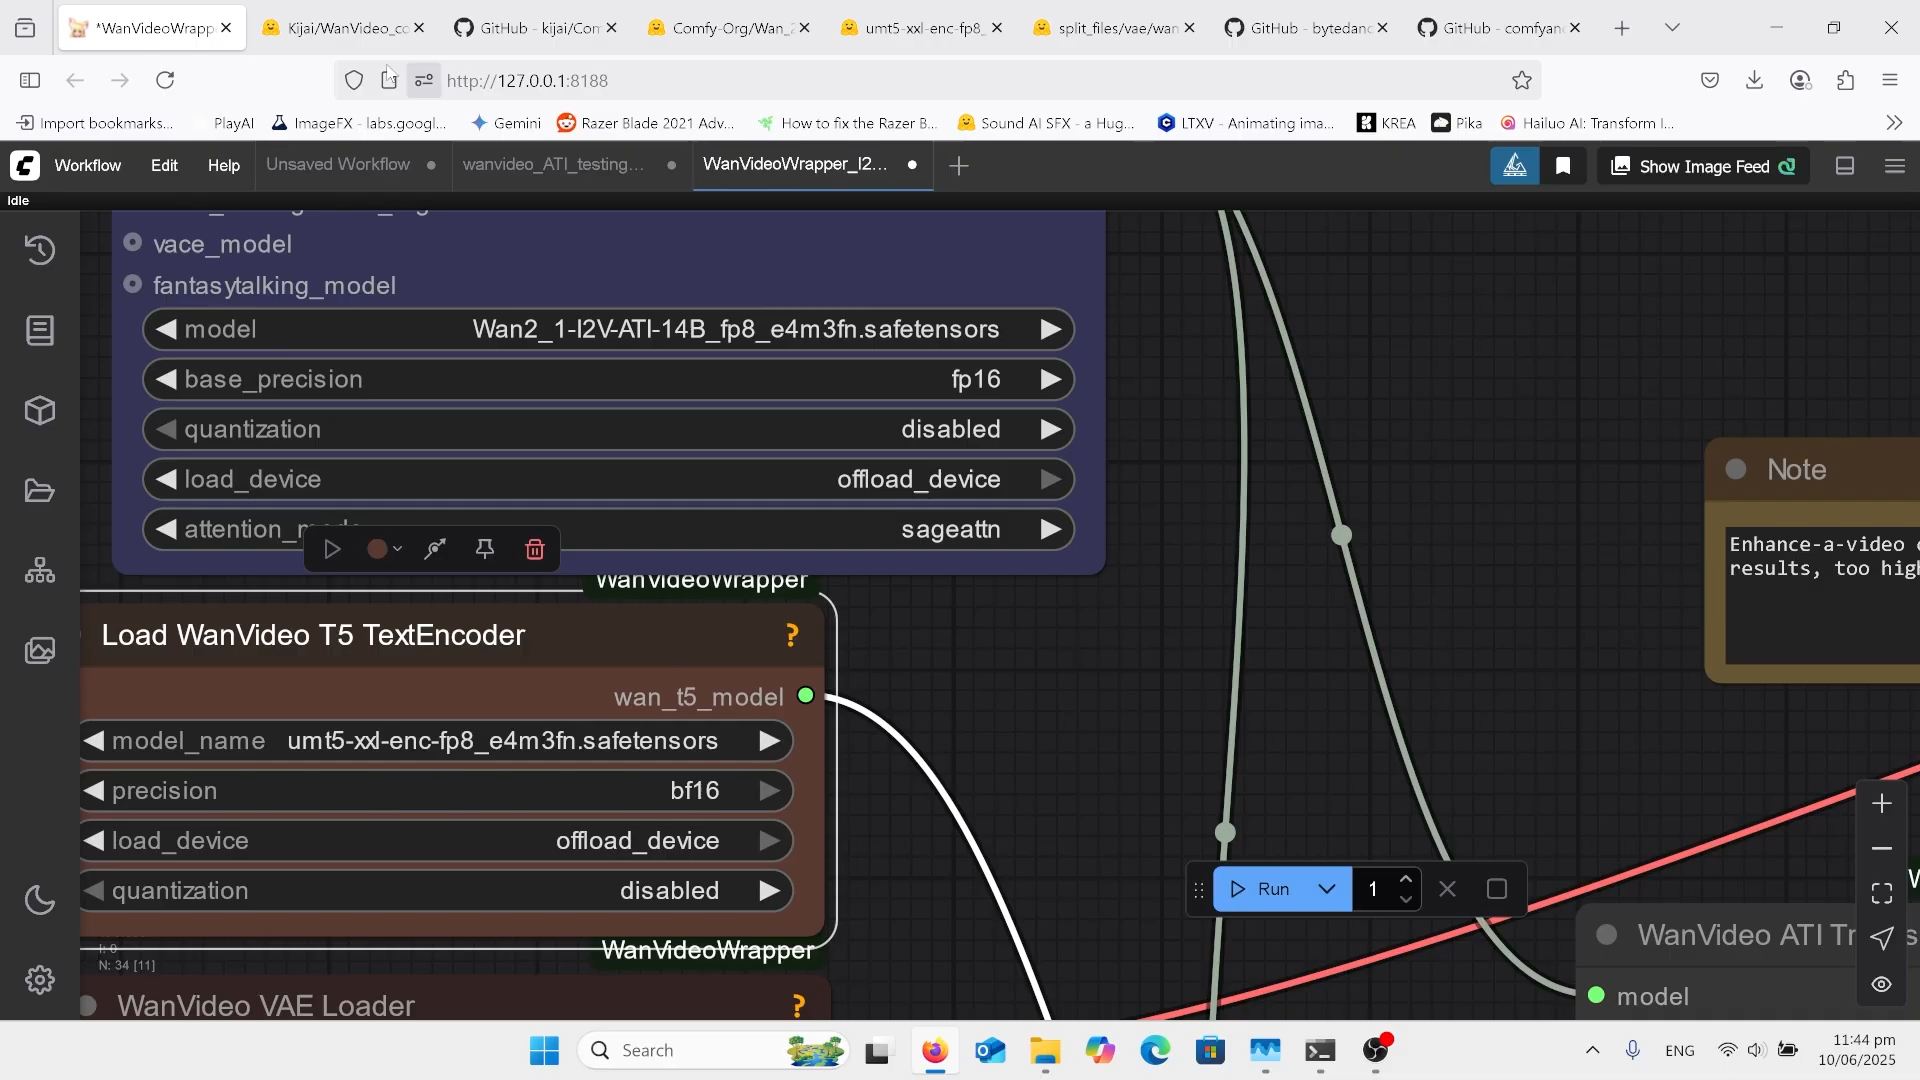 *WanVideoWrapp
Kijai/WanVideo_co
GitHub - kijai/Com
Comfy-Org/Wan_2
umt5-xxl-enc-fp8_
split_files/vae/wan
GitHub - bytedanc
GitHub - comfyan
http://127.0.0.1:8188
Import bookmarks...
PlayAI
ImageFX - labs.googl...
Gemini
Razer Blade 2021 Adv...
How to fix the Razer B...
Sound AI SFX - a Hug...
LTXV - Animating ima...
KREA
Pika
Hailuo AI: Transform I...
Workflow
Edit
Help
Unsaved Workflow
wanvideo_ATI_testing...
WanVideoWrapper_I2...
Show Image Feed
Idle
vace_model
fantasytalking_model
model Wan2_1-I2V-ATI-14B_fp8_e4m3fn.safetensors
base_precision fp16
quantization disabled
load_device offload_device
attention_mode sageattn
WanVideoWrapper
Load WanVideo T5 TextEncoder ?
wan_t5_model
model_name umt5-xxl-enc-fp8_e4m3fn.safetensors
precision bf16
load_device offload_device
quantization disabled
WanVideoWrapper
I: 0
N: 34 [11]
WanVideo VAE Loader ?
Note
Enhance-a-video
results, too high
Run
1
WanVideo ATI Tr
model
Search
ENG
11:44 pm
10/06/2025